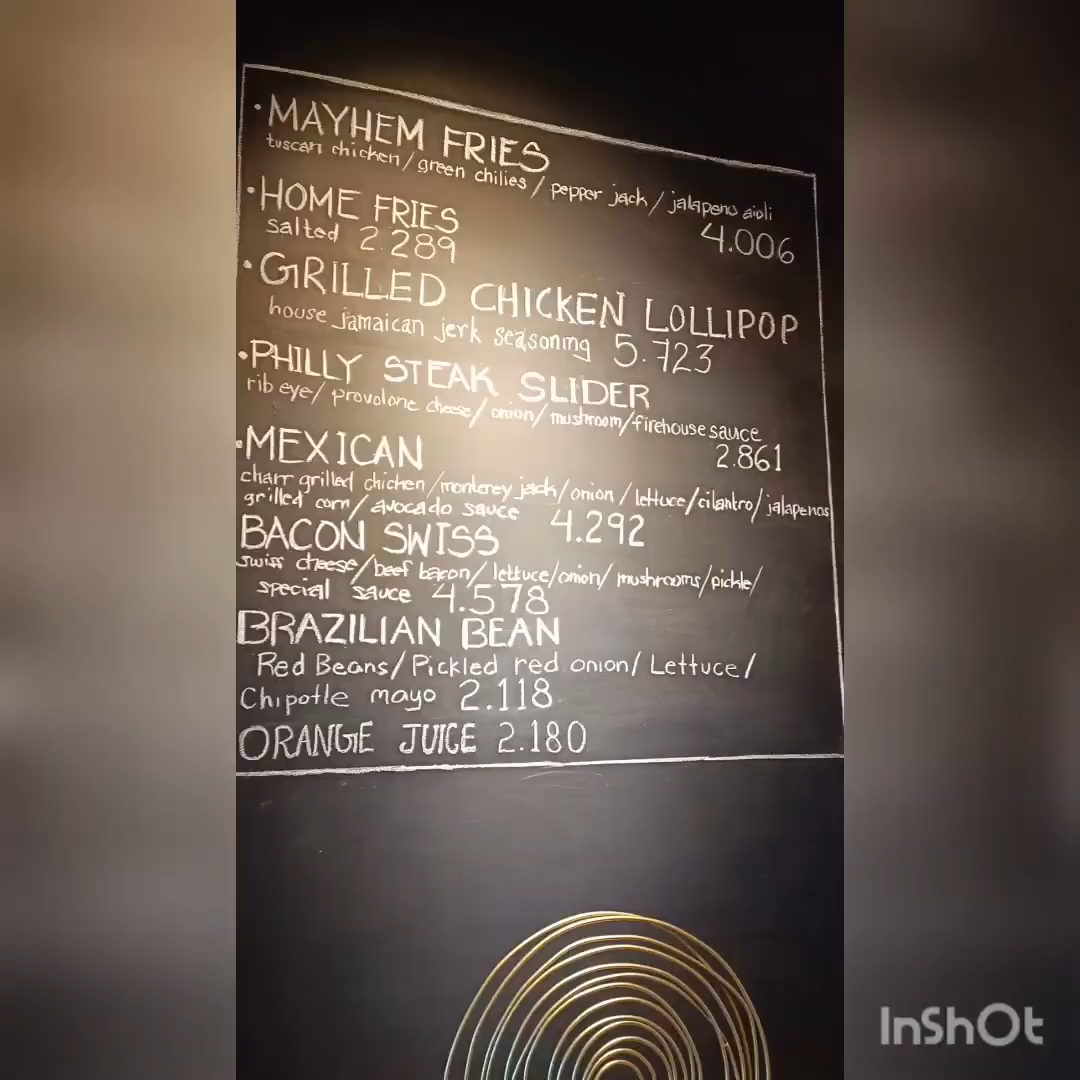 ·MAYHEM FRIES
tuscan chicken/green chilies/pepper jack/jalapeno aioli
4.006
·HOME FRIES
salted 2.289
·GRILLED CHICKEN LOLLIPOP
house jamaican jerk seasoning 5.723
·PHILLY STEAK SLIDER
rib eye/provolone cheese/onion/mushroom/firehouse sauce
2.861
·MEXICAN
charr grilled chicken/monterey jack/onion/lettuce/cilantro/jalapenos
grilled corn/avocado sauce 4.292
BACON SWISS
swiss cheese/beef bacon/lettuce/onion/mushrooms/pickle/
special sauce 4.578
BRAZILIAN BEAN
Red Beans/Pickled red onion/Lettuce/
Chipotle mayo 2.118
ORANGE JUICE 2.180
InShOt